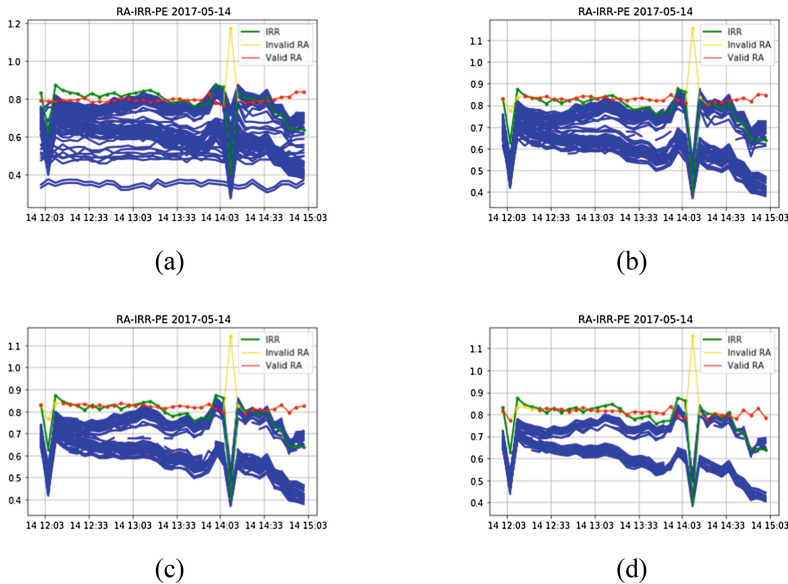 RA-IRR-PE 2017-05-14
1.2
1.0
0.8
0.6
0.4
IRR
Invalid RA
Valid RA
14 12:03 14 12:33 14 13:03 14 13:33 14 14:03 14 14:33 14 15:03
(a)
RA-IRR-PE 2017-05-14
1.1
1.0
0.9
0.8
0.7
0.6
0.5
0.4
IRR
Invalid RA
Valid RA
14 12:03 14 12:33 14 13:03 14 13:33 14 14:03 14 14:33 14 15:03
(b)
RA-IRR-PE 2017-05-14
1.1
1.0
0.9
0.8
0.7
0.6
0.5
0.4
IRR
Invalid RA
Valid RA
14 12:03 14 12:33 14 13:03 14 13:33 14 14:03 14 14:33 14 15:03
(c)
RA-IRR-PE 2017-05-14
1.1
1.0
0.9
0.8
0.7
0.6
0.5
0.4
IRR
Invalid RA
Valid RA
14 12:03 14 12:33 14 13:03 14 13:33 14 14:03 14 14:33 14 15:03
(d)